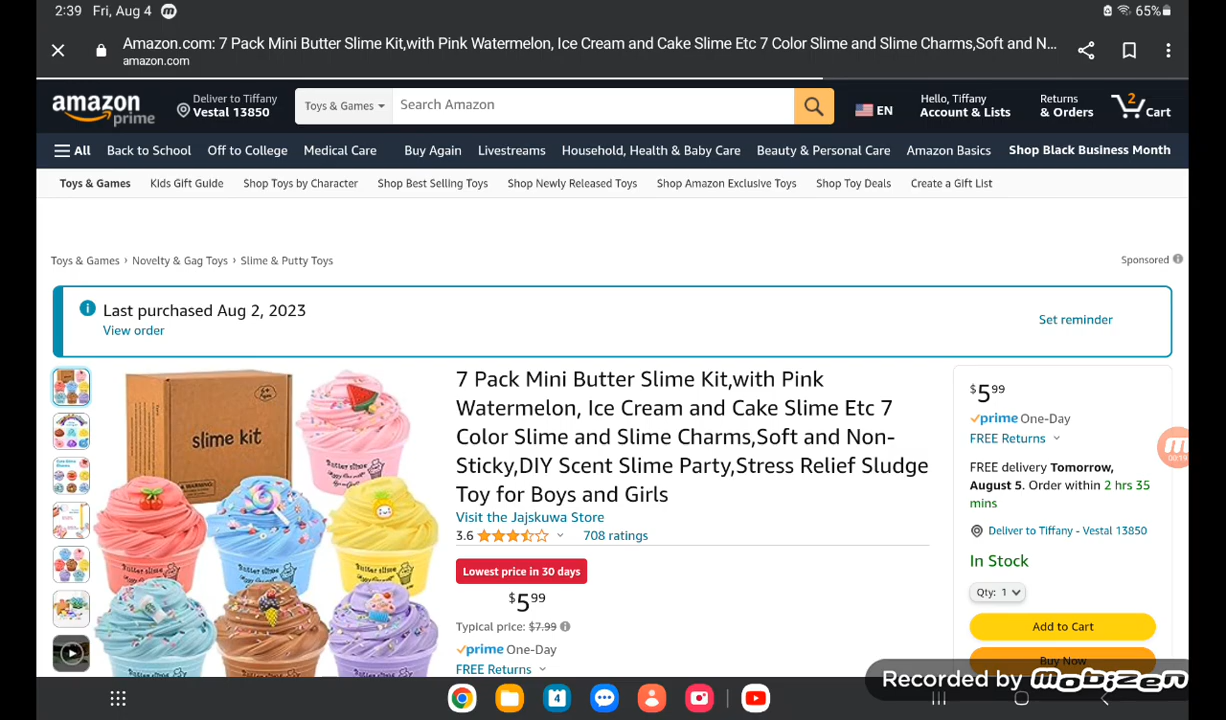 2:39 Fri, Aug 4
65%
Amazon.com: 7 Pack Mini Butter Slime Kit,with Pink Watermelon, Ice Cream and Cake Slime Etc 7 Color Slime and Slime Charms,Soft and N...
amazon.com
amazon prime
Deliver to Tiffany
Vestal 13850
Toys & Games
Search Amazon
EN
Hello, Tiffany
Account & Lists
Returns
& Orders
2
Cart
All
Back to School
Off to College
Medical Care
Buy Again
Livestreams
Household, Health & Baby Care
Beauty & Personal Care
Amazon Basics
Shop Black Business Month
Toys & Games
Kids Gift Guide
Shop Toys by Character
Shop Best Selling Toys
Shop Newly Released Toys
Shop Amazon Exclusive Toys
Shop Toy Deals
Create a Gift List
Toys & Games › Novelty & Gag Toys › Slime & Putty Toys
Sponsored
Last purchased Aug 2, 2023
View order
Set reminder
slime kit
Butter slime
Butter slime
Butter slime
Butter slime
7 Pack Mini Butter Slime Kit,with Pink
Watermelon, Ice Cream and Cake Slime Etc 7
Color Slime and Slime Charms,Soft and Non-
Sticky,DIY Scent Slime Party,Stress Relief Sludge
Toy for Boys and Girls
Visit the Jajskuwa Store
3.6
708 ratings
Lowest price in 30 days
$5.99
Typical price: $7.99
prime One-Day
FREE Returns
$5.99
prime One-Day
FREE Returns
FREE delivery Tomorrow,
August 5. Order within 2 hrs 35
mins
Deliver to Tiffany - Vestal 13850
In Stock
Qty: 1
Add to Cart
Buy Now
00:19
Recorded by mobizen
4